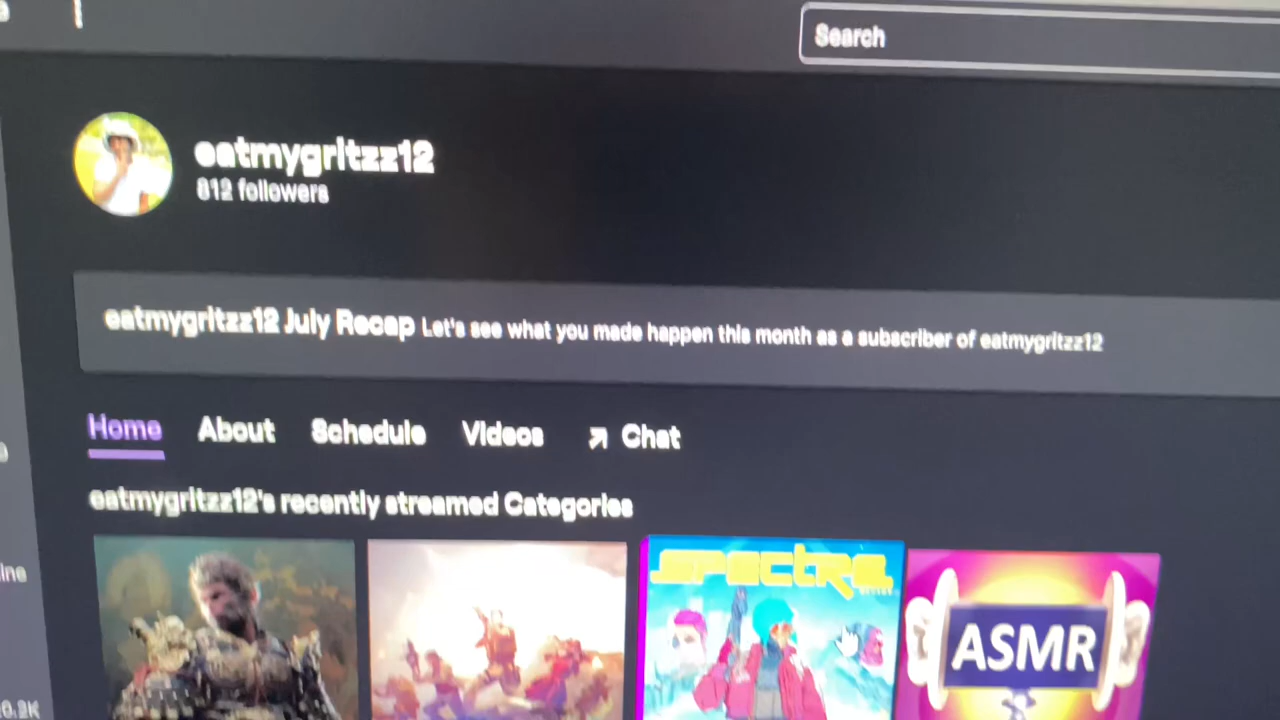 Search
eatmygritzz12
812 followers
eatmygritzz12 July Recap Let's see what you made happen this month as a subscriber of eatmygritzz12
Home About Schedule Videos Chat
eatmygritzz12's recently streamed Categories
SPECTRE
ASMR